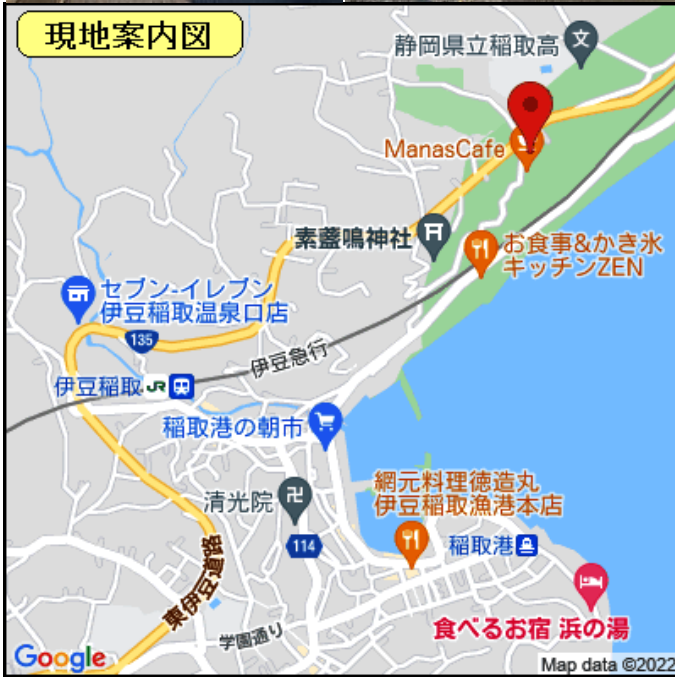 現地案内図
静岡県立稲取高
ManasCafe
素盞鳴神社
お食事&かき氷
キッチンZEN
セブン-イレブン
伊豆稲取温泉口店
135
伊豆急行
伊豆稲取
JR
稲取港の朝市
網元料理徳造丸
伊豆稲取漁港本店
清光院
114
稲取港
東伊豆道路
学園通り
食べるお宿 浜の湯
Google
Map data ©2022